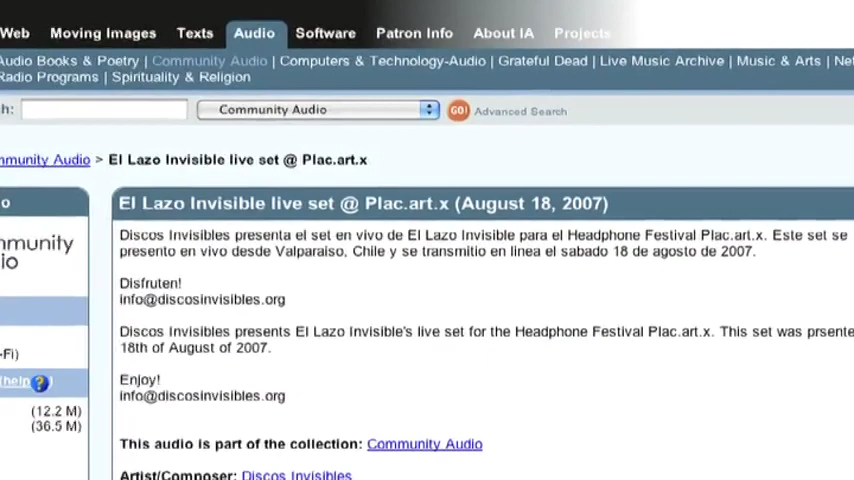 Web Moving Images Texts Audio Software Patron Info About IA Projects
Audio Books & Poetry | Community Audio | Computers & Technology-Audio | Grateful Dead | Live Music Archive | Music & Arts |
Radio Programs | Spirituality & Religion
Community Audio GO! Advanced Search
Community Audio > El Lazo Invisible live set @ Plac.art.x
El Lazo Invisible live set @ Plac.art.x (August 18, 2007)
Discos Invisibles presenta el set en vivo de El Lazo Invisible para el Headphone Festival Plac.art.x. Este set se
presento en vivo desde Valparaiso, Chile y se transmitio en linea el sabado 18 de agosto de 2007.
Disfruten!
info@discosinvisibles.org
Discos Invisibles presents El Lazo Invisible's live set for the Headphone Festival Plac.art.x. This set was prsente
18th of August of 2007.
-Fi)
Enjoy!
(help ?)
info@discosinvisibles.org
(12.2 M)
(36.5 M)
This audio is part of the collection: Community Audio
Artist/Composer: Discos Invisibles